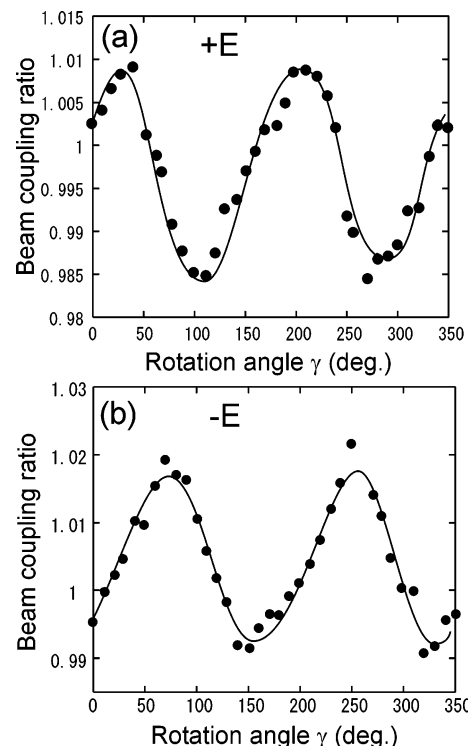 (a) +E
1.015
1.01
1.005
1
0.995
0.99
0.985
0.98
Beam coupling ratio
0 50 100 150 200 250 300 350
Rotation angle γ (deg.)
(b) -E
1.03
1.02
1.01
1
0.99
Beam coupling ratio
0 50 100 150 200 250 300 350
Rotation angle γ (deg.)